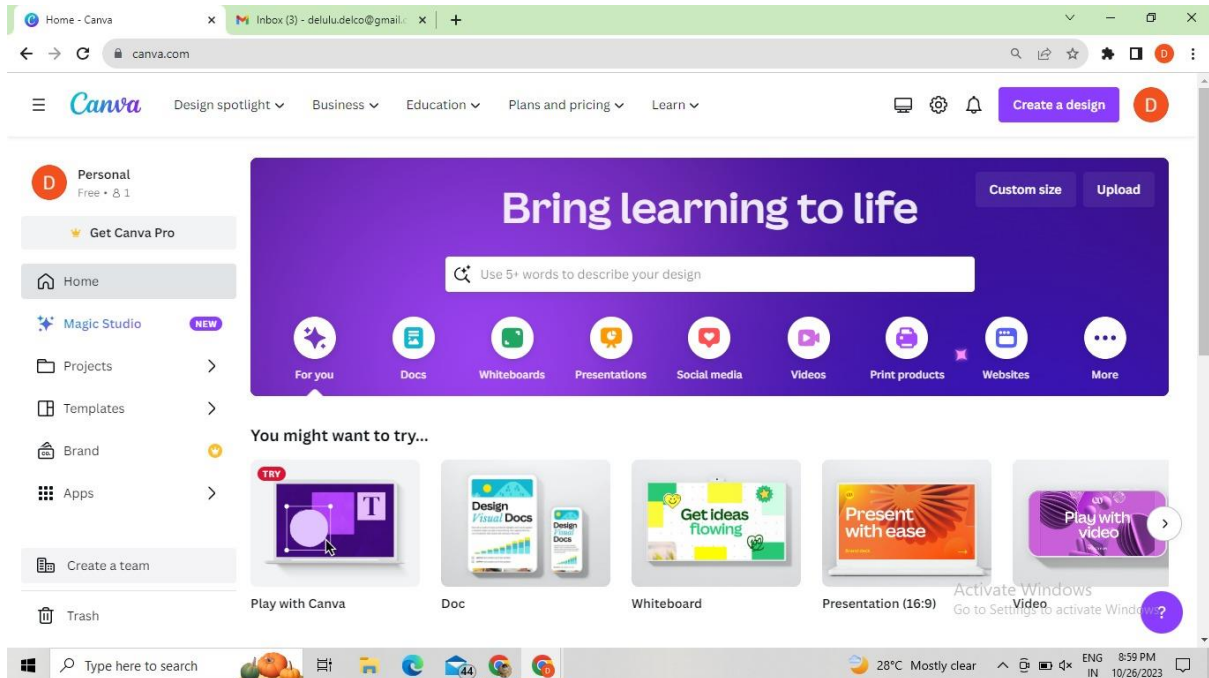 Home - Canva
Inbox (3) - delulu.delco@gmail.c
canva.com
D
Canva
Design spotlight
Business
Education
Plans and pricing
Learn
Create a design
D
D
Personal
Free • 1
Get Canva Pro
Home
Magic Studio
NEW
Projects
Templates
Brand
CO.
Apps
Create a team
Trash
Bring learning to life
Custom size
Upload
Use 5+ words to describe your design
For you
Docs
Whiteboards
Presentations
Social media
Videos
Print products
Websites
More
You might want to try...
TRY
T
Design
Visual Docs
Design
Visual
Docs
Get ideas
flowing
Present
with ease
Play with
video
Play with Canva
Doc
Whiteboard
Presentation (16:9)
Video
Activate Windows
Go to Settings to activate Windows.
?
Type here to search
44
28°C Mostly clear
ENG
IN
8:59 PM
10/26/2023